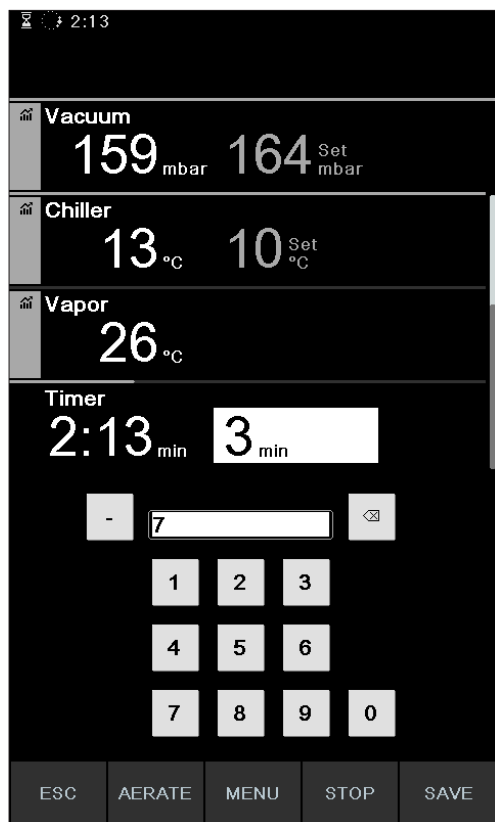 2:13
Vacuum
159 mbar 164 Set mbar
Chiller
13 °C 10 Set °C
Vapor
26 °C
Timer
2:13 min 3 min
- 7
1 2 3
4 5 6
7 8 9 0
ESC AERATE MENU STOP SAVE